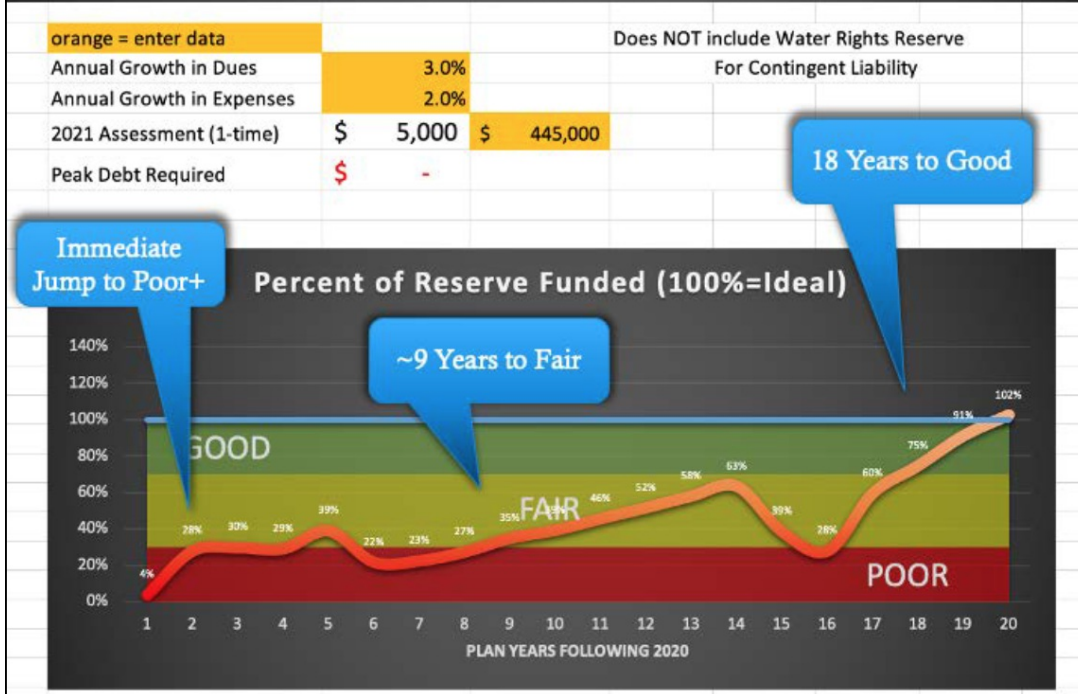 orange = enter data
Does NOT include Water Rights Reserve
Annual Growth in Dues 3.0%
For Contingent Liability
Annual Growth in Expenses 2.0%
2021 Assessment (1-time) $ 5,000 $ 445,000
Peak Debt Required $ -
18 Years to Good
Immediate
Jump to Poor+
Percent of Reserve Funded (100%=Ideal)
~9 Years to Fair
140%
120%
100%
80%
60%
40%
20%
0%
GOOD
FAIR
POOR
4% 28% 30% 29% 39% 22% 23% 27% 35% 46% 52% 58% 63% 39% 28% 60% 75% 91% 102%
1 2 3 4 5 6 7 8 9 10 11 12 13 14 15 16 17 18 19 20
PLAN YEARS FOLLOWING 2020